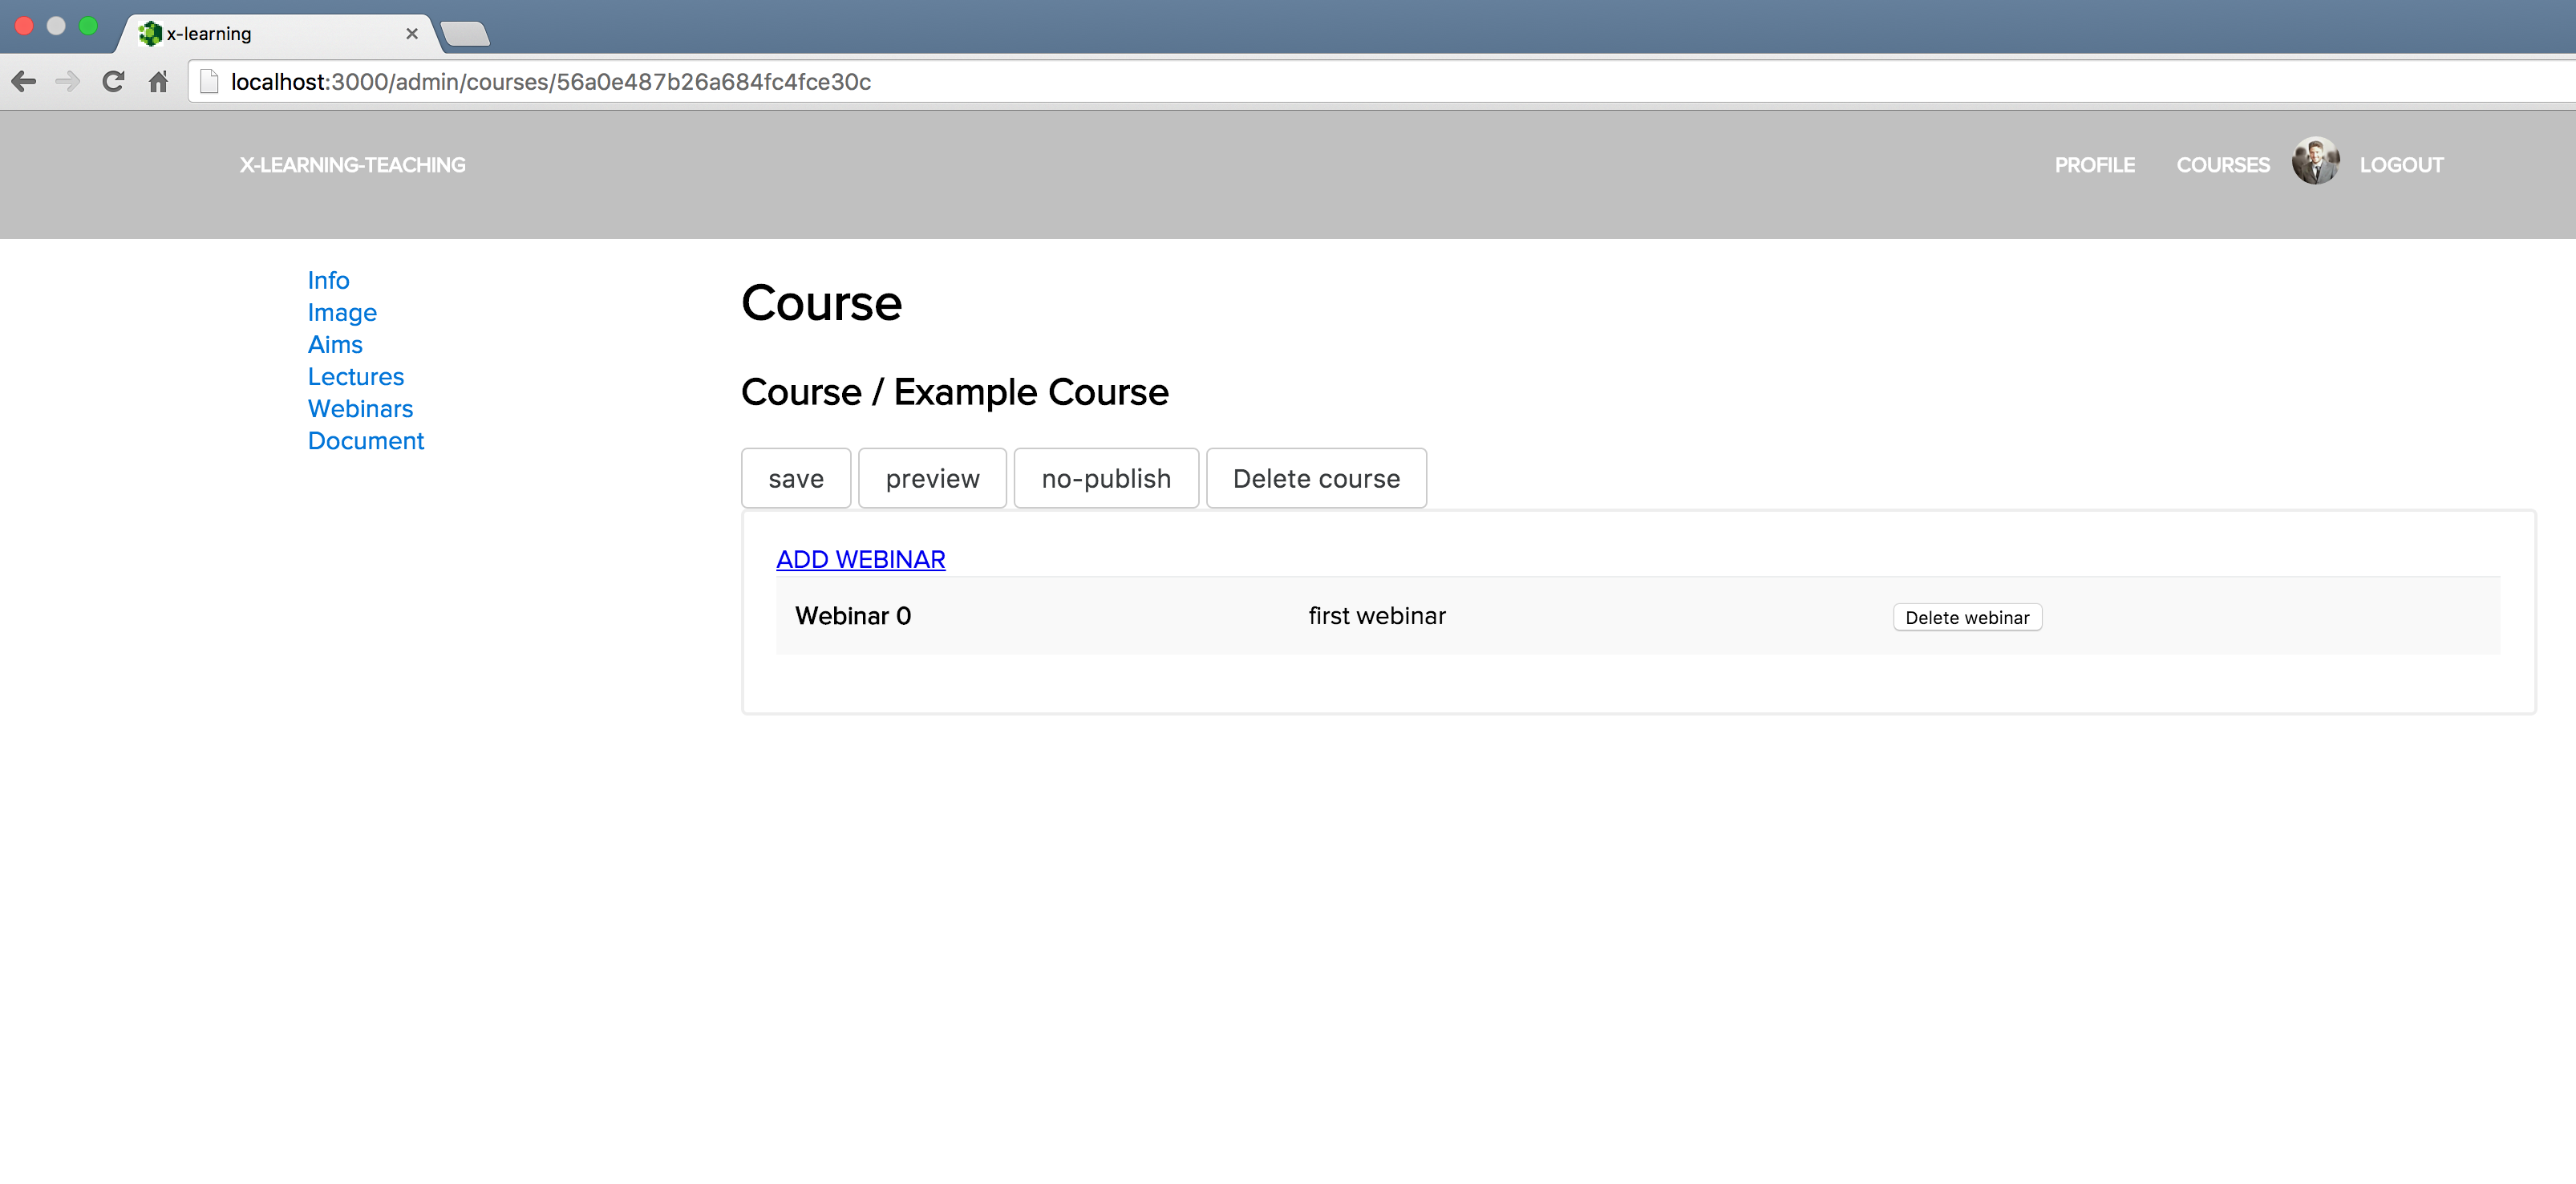 x-learning
localhost:3000/admin/courses/56a0e487b26a684fc4fce30c
X-LEARNING-TEACHING
PROFILE COURSES LOGOUT
Info
Image
Aims
Lectures
Webinars
Document
Course
Course / Example Course
save preview no-publish Delete course
ADD WEBINAR
Webinar 0 first webinar Delete webinar